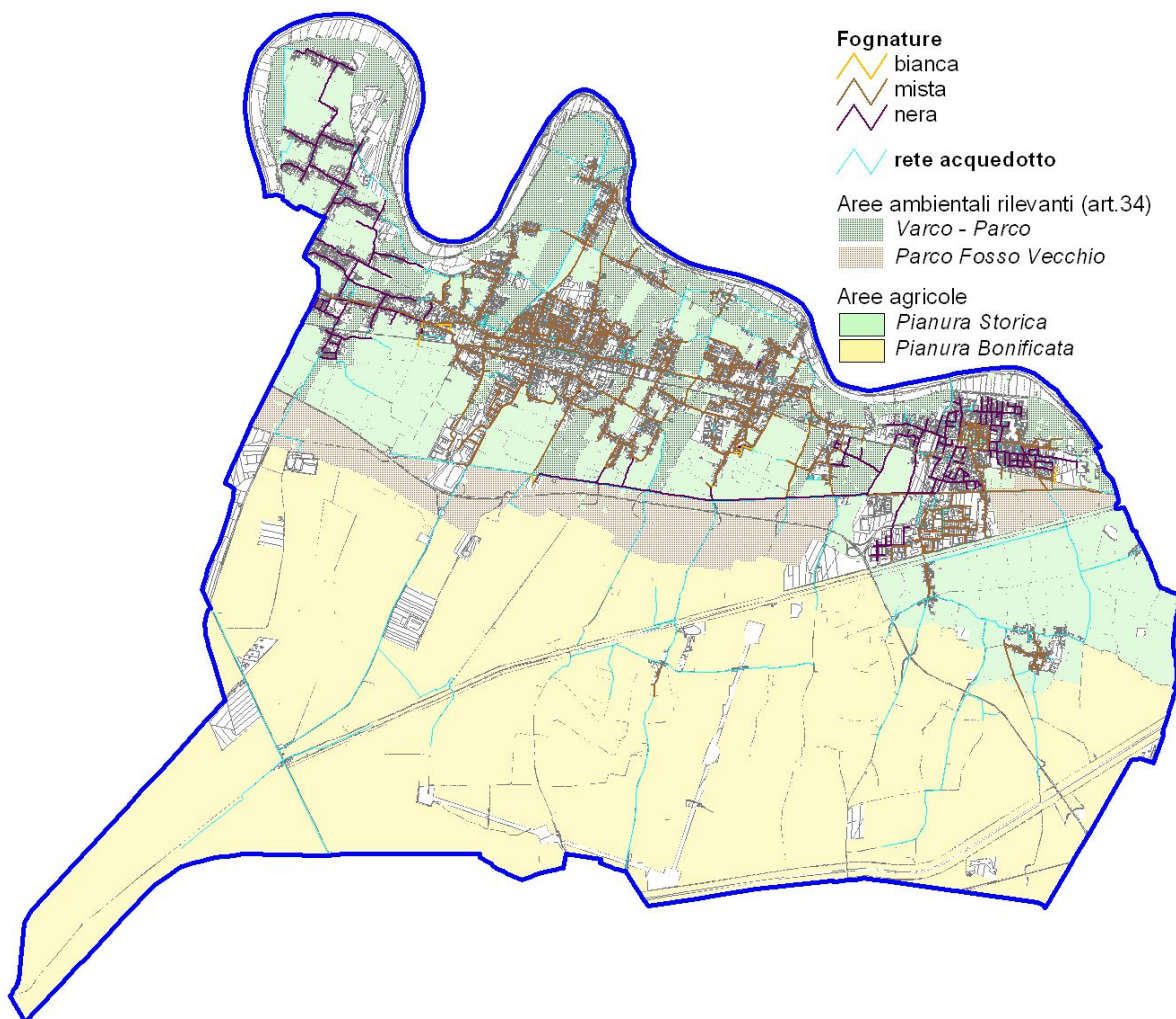 Fognature
bianca
mista
nera
rete acquedotto
Aree ambientali rilevanti (art.34)
Varco - Parco
Parco Fosso Vecchio
Aree agricole
Pianura Storica
Pianura Bonificata